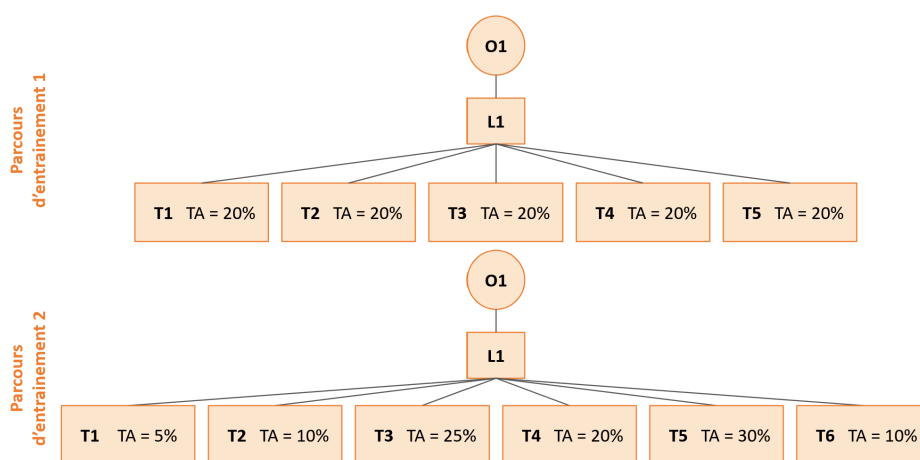 Parcours
d’entrainement 1
O1
L1
T1 TA = 20%
T2 TA = 20%
T3 TA = 20%
T4 TA = 20%
T5 TA = 20%
Parcours
d’entrainement 2
O1
L1
T1 TA = 5%
T2 TA = 10%
T3 TA = 25%
T4 TA = 20%
T5 TA = 30%
T6 TA = 10%